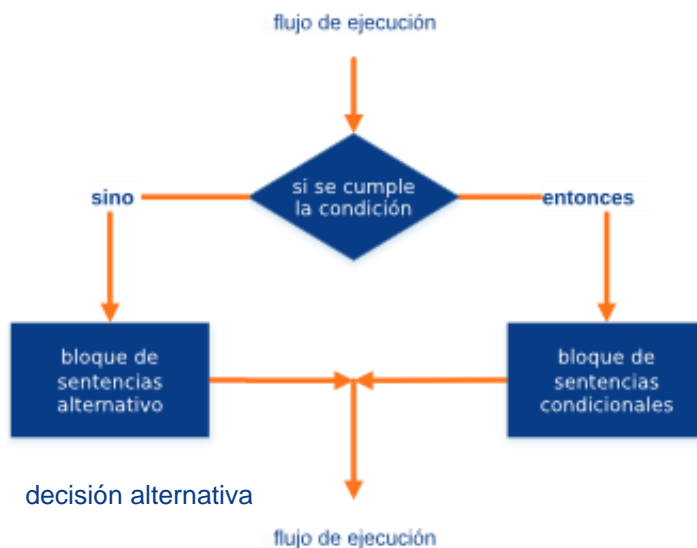 flujo de ejecución
si se cumple
la condición
sino
entonces
bloque de
sentencias
alternativo
bloque de
sentencias
condicionales
decisión alternativa
flujo de ejecución